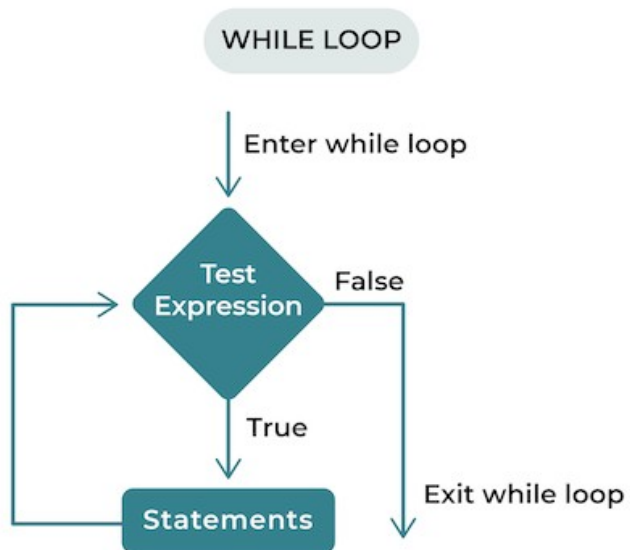 WHILE LOOP
Enter while loop
Test
Expression
False
True
Statements
Exit while loop